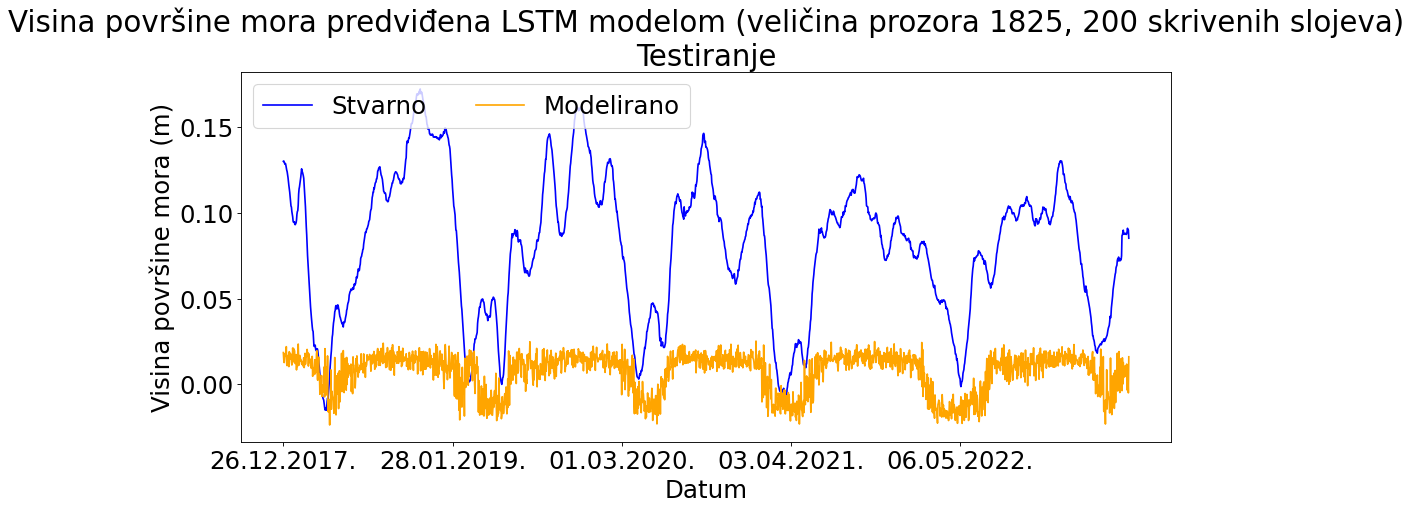 Visina površine mora predviđena LSTM modelom (veličina prozora 1825, 200 skrivenih slojeva)
Testiranje
Stvarno Modelirano
Visina površine mora (m)
0.15
0.10
0.05
0.00
26.12.2017. 28.01.2019. 01.03.2020. 03.04.2021. 06.05.2022.
Datum